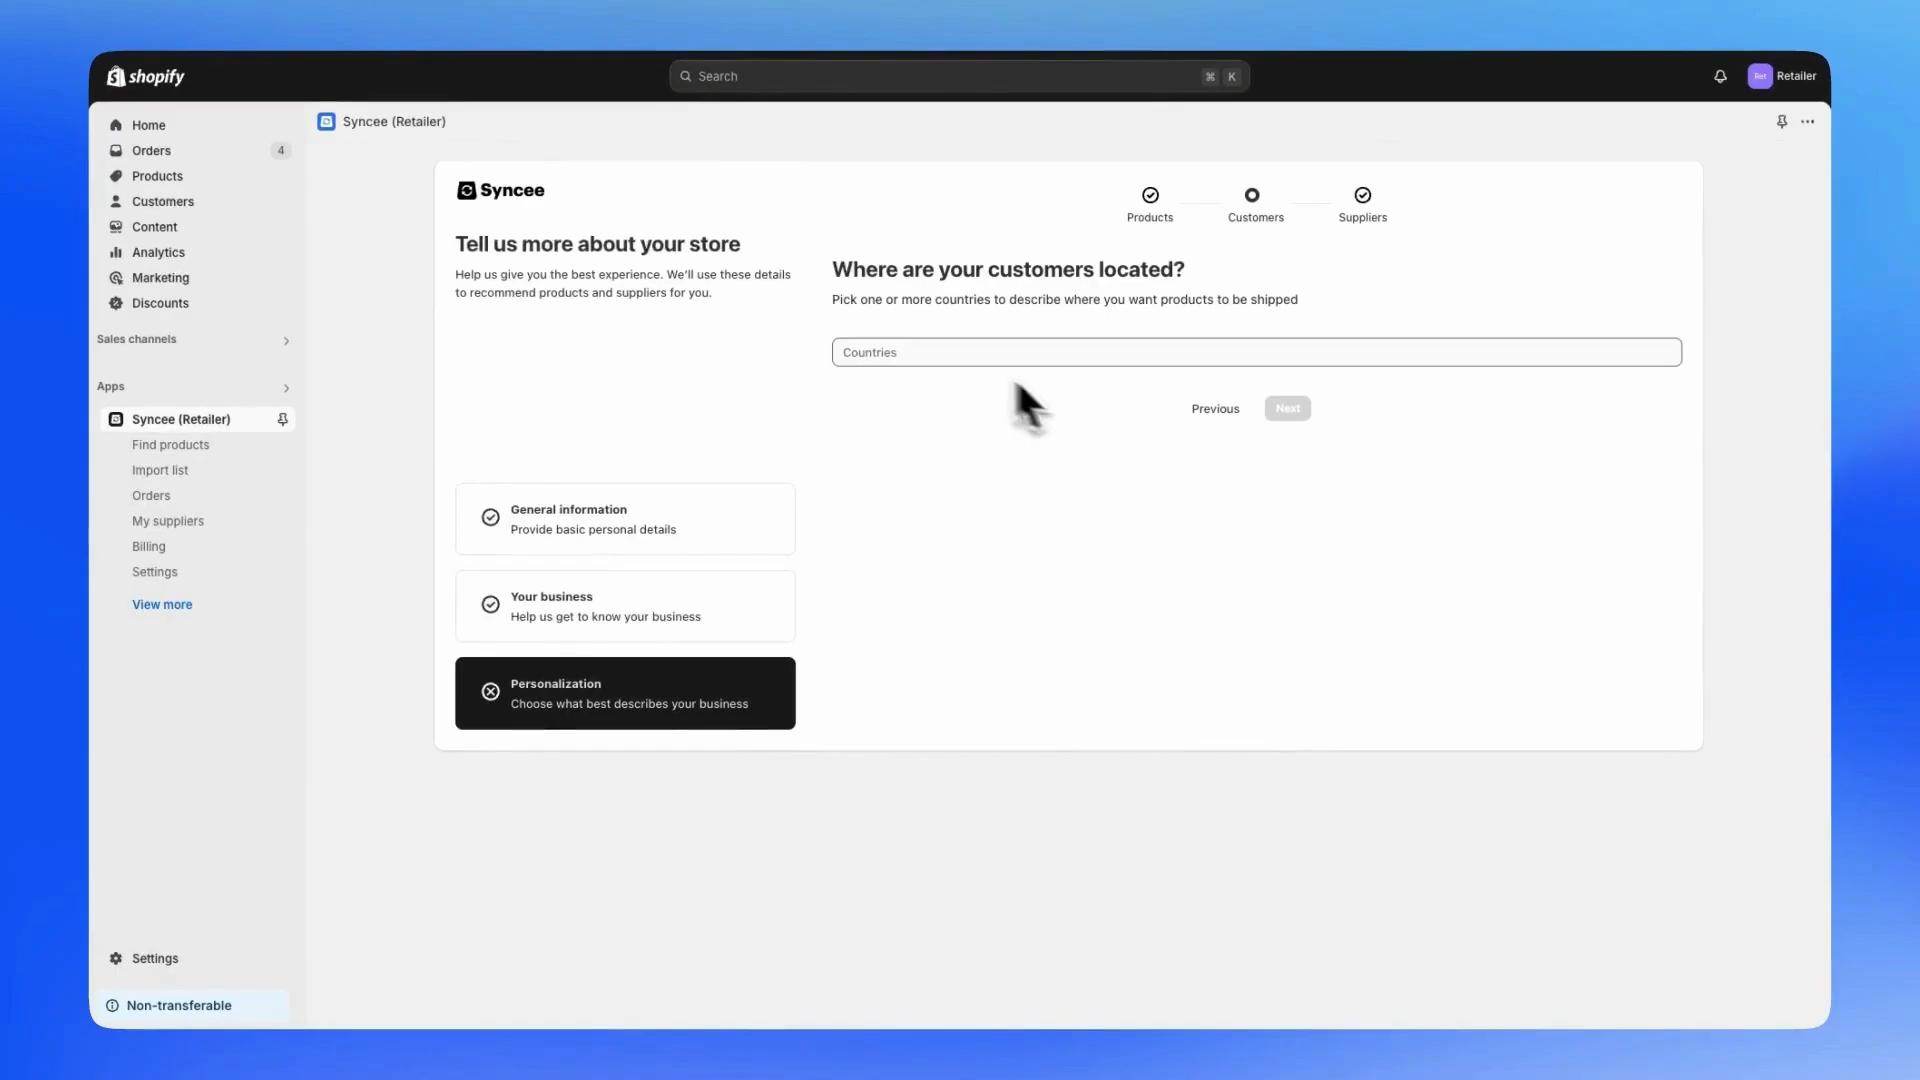 shopify
Search
⌘ K
Ret
Retailer
Home
Orders
4
Products
Customers
Content
Analytics
Marketing
Discounts
Sales channels
Apps
Syncee (Retailer)
Find products
Import list
Orders
My suppliers
Billing
Settings
View more
Settings
Non-transferable
Syncee (Retailer)
Syncee
Tell us more about your store
Help us give you the best experience. We’ll use these details
to recommend products and suppliers for you.
General information
Provide basic personal details
Your business
Help us get to know your business
Personalization
Choose what best describes your business
Products
Customers
Suppliers
Where are your customers located?
Pick one or more countries to describe where you want products to be shipped
Countries
Previous
Next